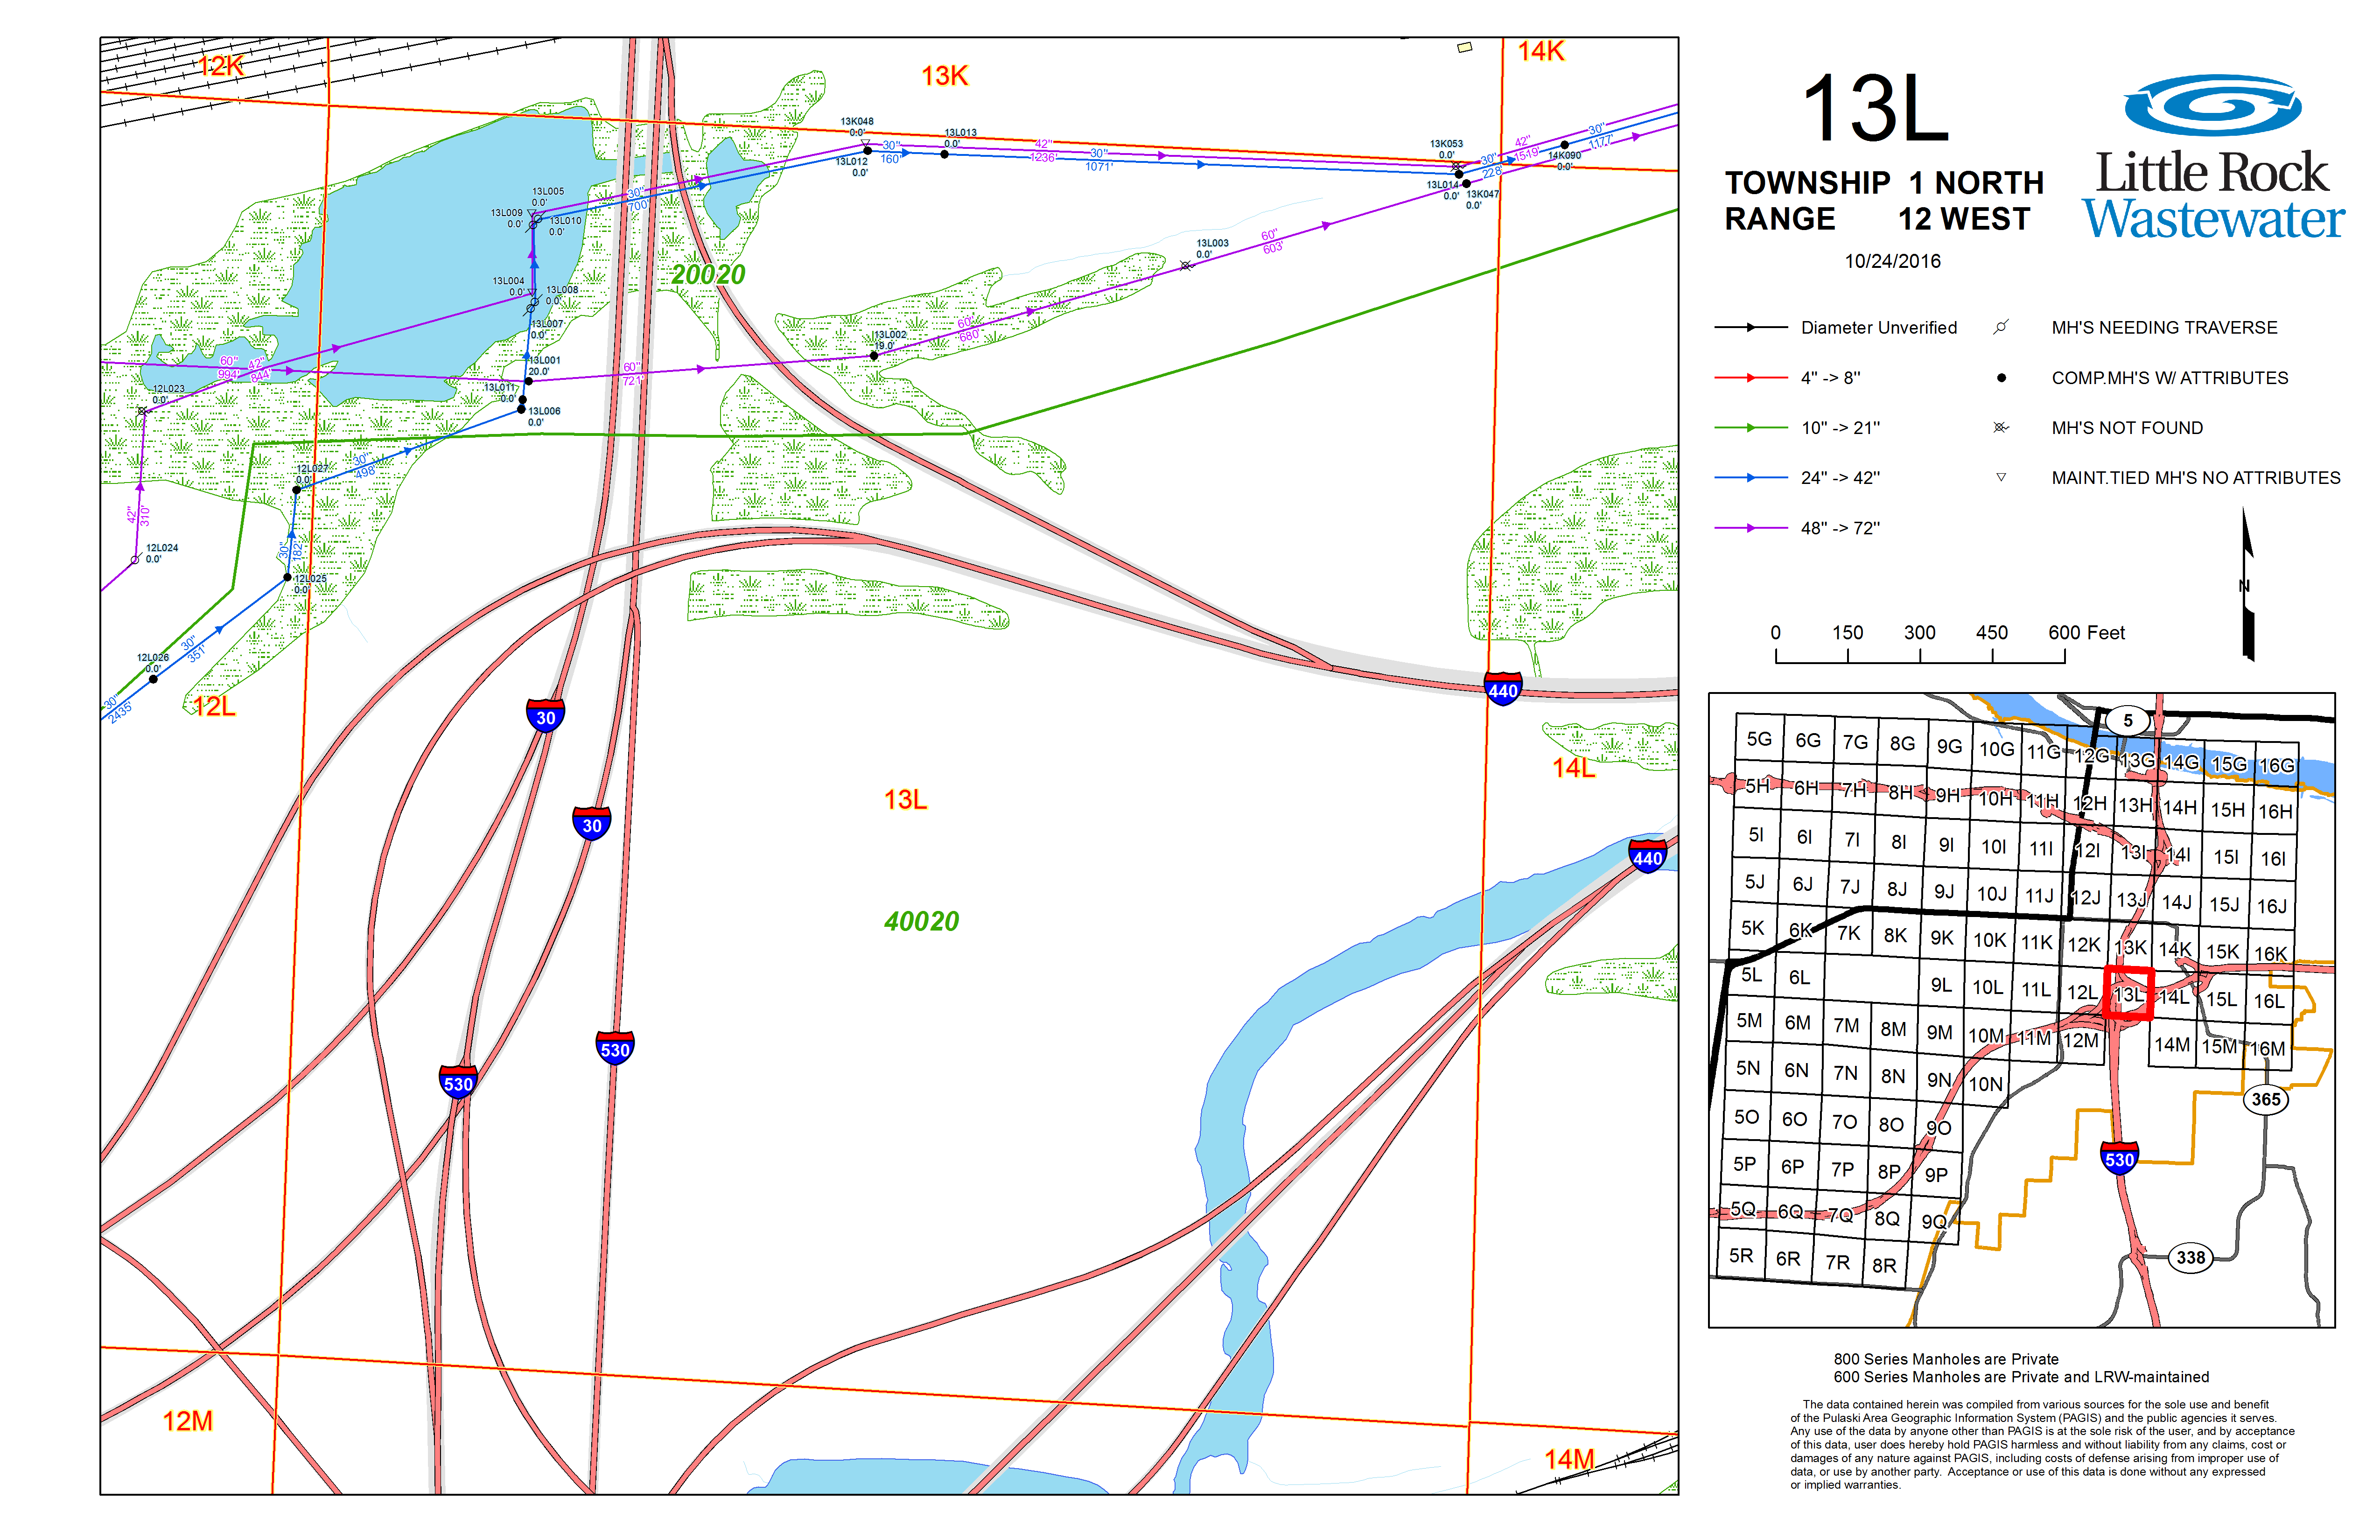 12K
13K
14K
13K048
0.0'
13L013
0.0'
13L012
0.0'
30"
160'
42"
1236'
30"
1071'
13K053
0.0'
42"
1519'
30"
1177'
30"
228'
14K090
0.0'
13L014
0.0'
13K047
0.0'
13L005
0.0'
13L009
0.0'
13L010
0.0'
30"
700'
13L003
0.0'
60"
603'
20020
13L004
0.0'
13L008
0.0'
13L007
0.0'
13L002
19.0'
60"
680'
60"
994'
42"
844'
13L001
20.0'
60"
721'
12L023
0.0'
13L011
0.0'
13L006
0.0'
30"
498'
12L027
0.0'
42"
310'
12L024
0.0'
30"
182'
12L025
0.0'
30"
351'
12L026
0.0'
30"
2435'
12L
30
440
14L
13L
30
440
40020
530
530
12M
14M
13L
TOWNSHIP 1 NORTH
RANGE 12 WEST
10/24/2016
Little Rock
Wastewater
Diameter Unverified
MH'S NEEDING TRAVERSE
4" -> 8"
COMP.MH'S W/ ATTRIBUTES
10" -> 21"
MH'S NOT FOUND
24" -> 42"
MAINT.TIED MH'S NO ATTRIBUTES
48" -> 72"
N
0 150 300 450 600 Feet
5
5G 6G 7G 8G 9G 10G 11G 12G 13G 14G 15G 16G
5H 6H 7H 8H 9H 10H 11H 12H 13H 14H 15H 16H
5I 6I 7I 8I 9I 10I 11I 12I 13I 14I 15I 16I
5J 6J 7J 8J 9J 10J 11J 12J 13J 14J 15J 16J
5K 6K 7K 8K 9K 10K 11K 12K 13K 14K 15K 16K
5L 6L 9L 10L 11L 12L 13L 14L 15L 16L
5M 6M 7M 8M 9M 10M 11M 12M 14M 15M 16M
5N 6N 7N 8N 9N 10N
365
5O 6O 7O 8O 9O
530
5P 6P 7P 8P 9P
5Q 6Q 7Q 8Q 9Q
338
5R 6R 7R 8R
800 Series Manholes are Private
600 Series Manholes are Private and LRW-maintained
The data contained herein was compiled from various sources for the sole use and benefit
of the Pulaski Area Geographic Information System (PAGIS) and the public agencies it serves.
Any use of the data by anyone other than PAGIS is at the sole risk of the user, and by acceptance
of this data, user does hereby hold PAGIS harmless and without liability from any claims, cost or
damages of any nature against PAGIS, including costs of defense arising from improper use of
data, or use by another party. Acceptance or use of this data is done without any expressed
or implied warranties.